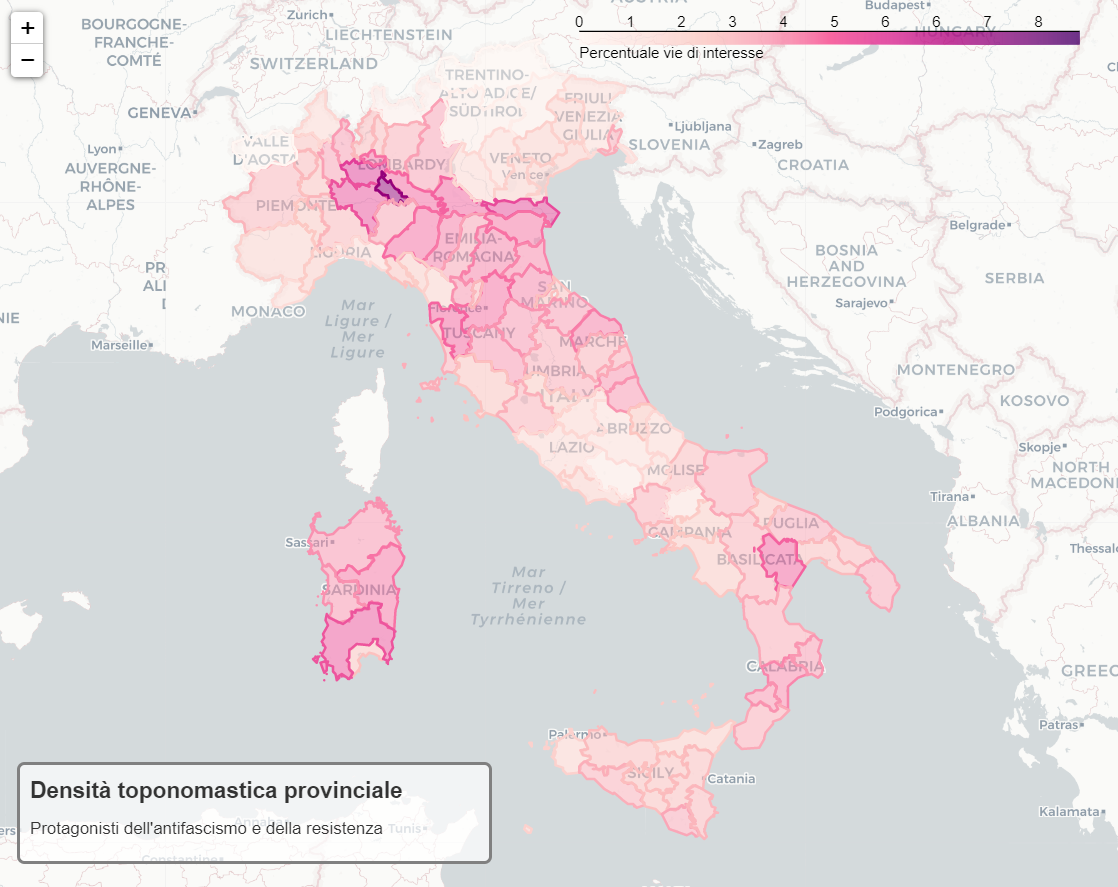 +
−
0 1 2 3 4 5 6 7 8
Percentuale vie di interesse
BOURGOGNE-
FRANCHE-
COMTÉ
Zurich
LIECHTENSTEIN
SWITZERLAND
Budapest
HUNGARY
GENEVA
TRENTINO-
ALTO ADIGE/
SÜDTIROL
FRIULI
VENEZIA
GIULIA
Ljubljana
SLOVENIA
Zagreb
CROATIA
Lyon
AUVERGNE-
RHÔNE-
ALPES
VALLE
D'AOSTA
LOMBARDY
VENETO
Venice
PIEMONTE
Belgrade
EMILIA-
ROMAGNA
LIGURIA
BOSNIA
AND
HERZEGOVINA
SERBIA
Sarajevo
PR
ALI
MONACO
Mar
Ligure /
Mer
Ligure
SAN
MARINO
Florence
TUSCANY
MARCHE
NIE
Marseille
UMBRIA
ITALY
MONTENEGRO
KOSOVO
Podgorica
ABRUZZO
LAZIO
Skopje
MOLISE
NORTH
MACEDONI
Tirana
ALBANIA
CAMPANIA
PUGLIA
BASILICATA
Thessalo
Sassari
SARDINIA
Mar
Tirreno /
Mer
Tyrrhénienne
CALABRIA
GREEC
Palermo
Patras
SICILY
Catania
Kalamata
Densità toponomastica provinciale
Protagonisti dell'antifascismo e della resistenza
Annaba
Tunis
Constantine